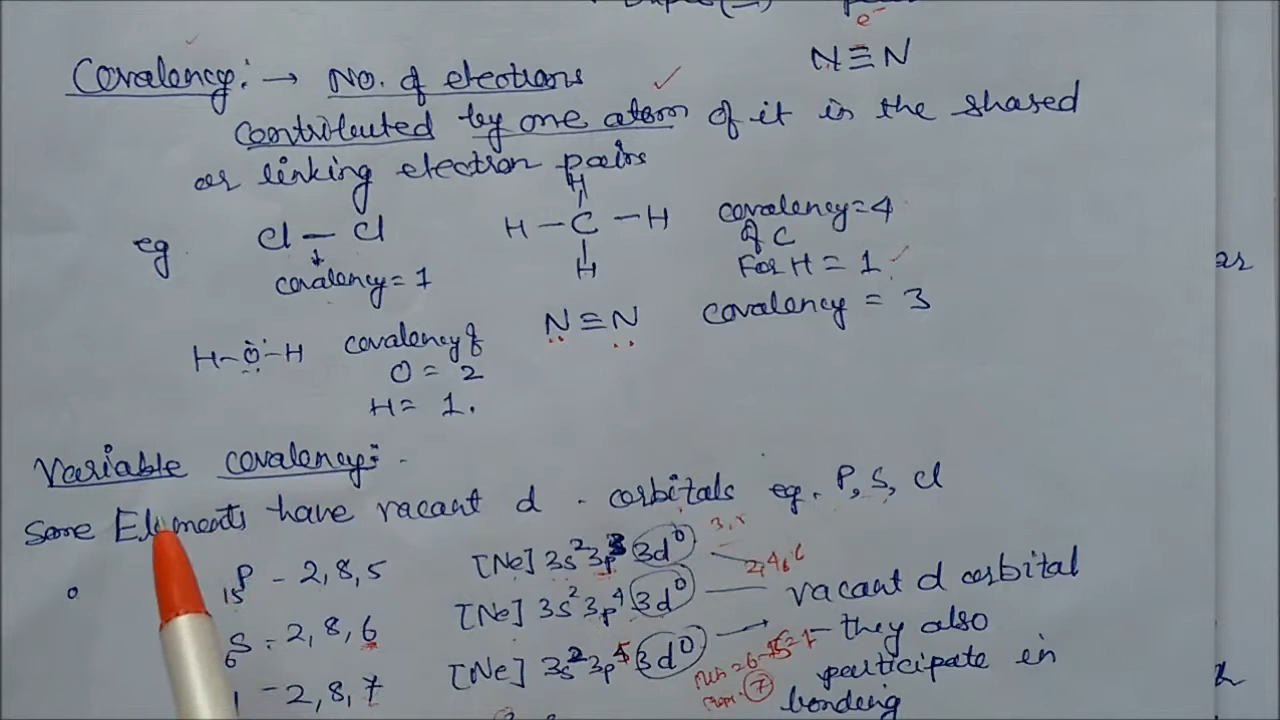 e⁻
N≡N
Covalency:→ No. of electrons
contributed by one atom of it in the shared
or linking electron pairs
eg. Cl—Cl
covalency=1
H
H—C—H
H
covalency=4
of C
For H = 1
N≡N covalency = 3
H-O-H covalency of
O = 2
H= 1.
Variable covalency:-
Some Elements have vacant d - orbitals eg. P, S, Cl
15P - 2,8,5 [Ne] 3s² 3p³ 3d⁰
S - 2,8,6 [Ne] 3s² 3p⁴ 3d⁰ — vacant d orbital
2,4,6
- 2,8,7 [Ne] 3s² 3p⁵ 3d⁰ → - they also
participate in
bonding
7